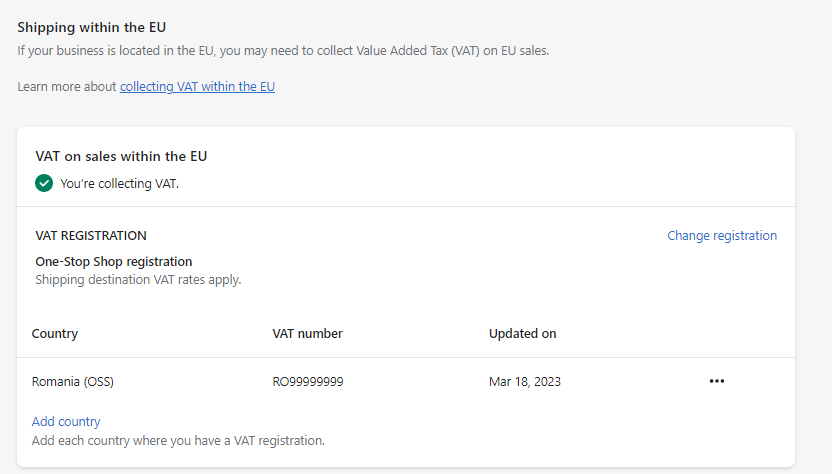 Shipping within the EU
If your business is located in the EU, you may need to collect Value Added Tax (VAT) on EU sales.
Learn more about collecting VAT within the EU
VAT on sales within the EU
You're collecting VAT.
VAT REGISTRATION
Change registration
One-Stop Shop registration
Shipping destination VAT rates apply.
Country VAT number Updated on
Romania (OSS) RO99999999 Mar 18, 2023
Add country
Add each country where you have a VAT registration.